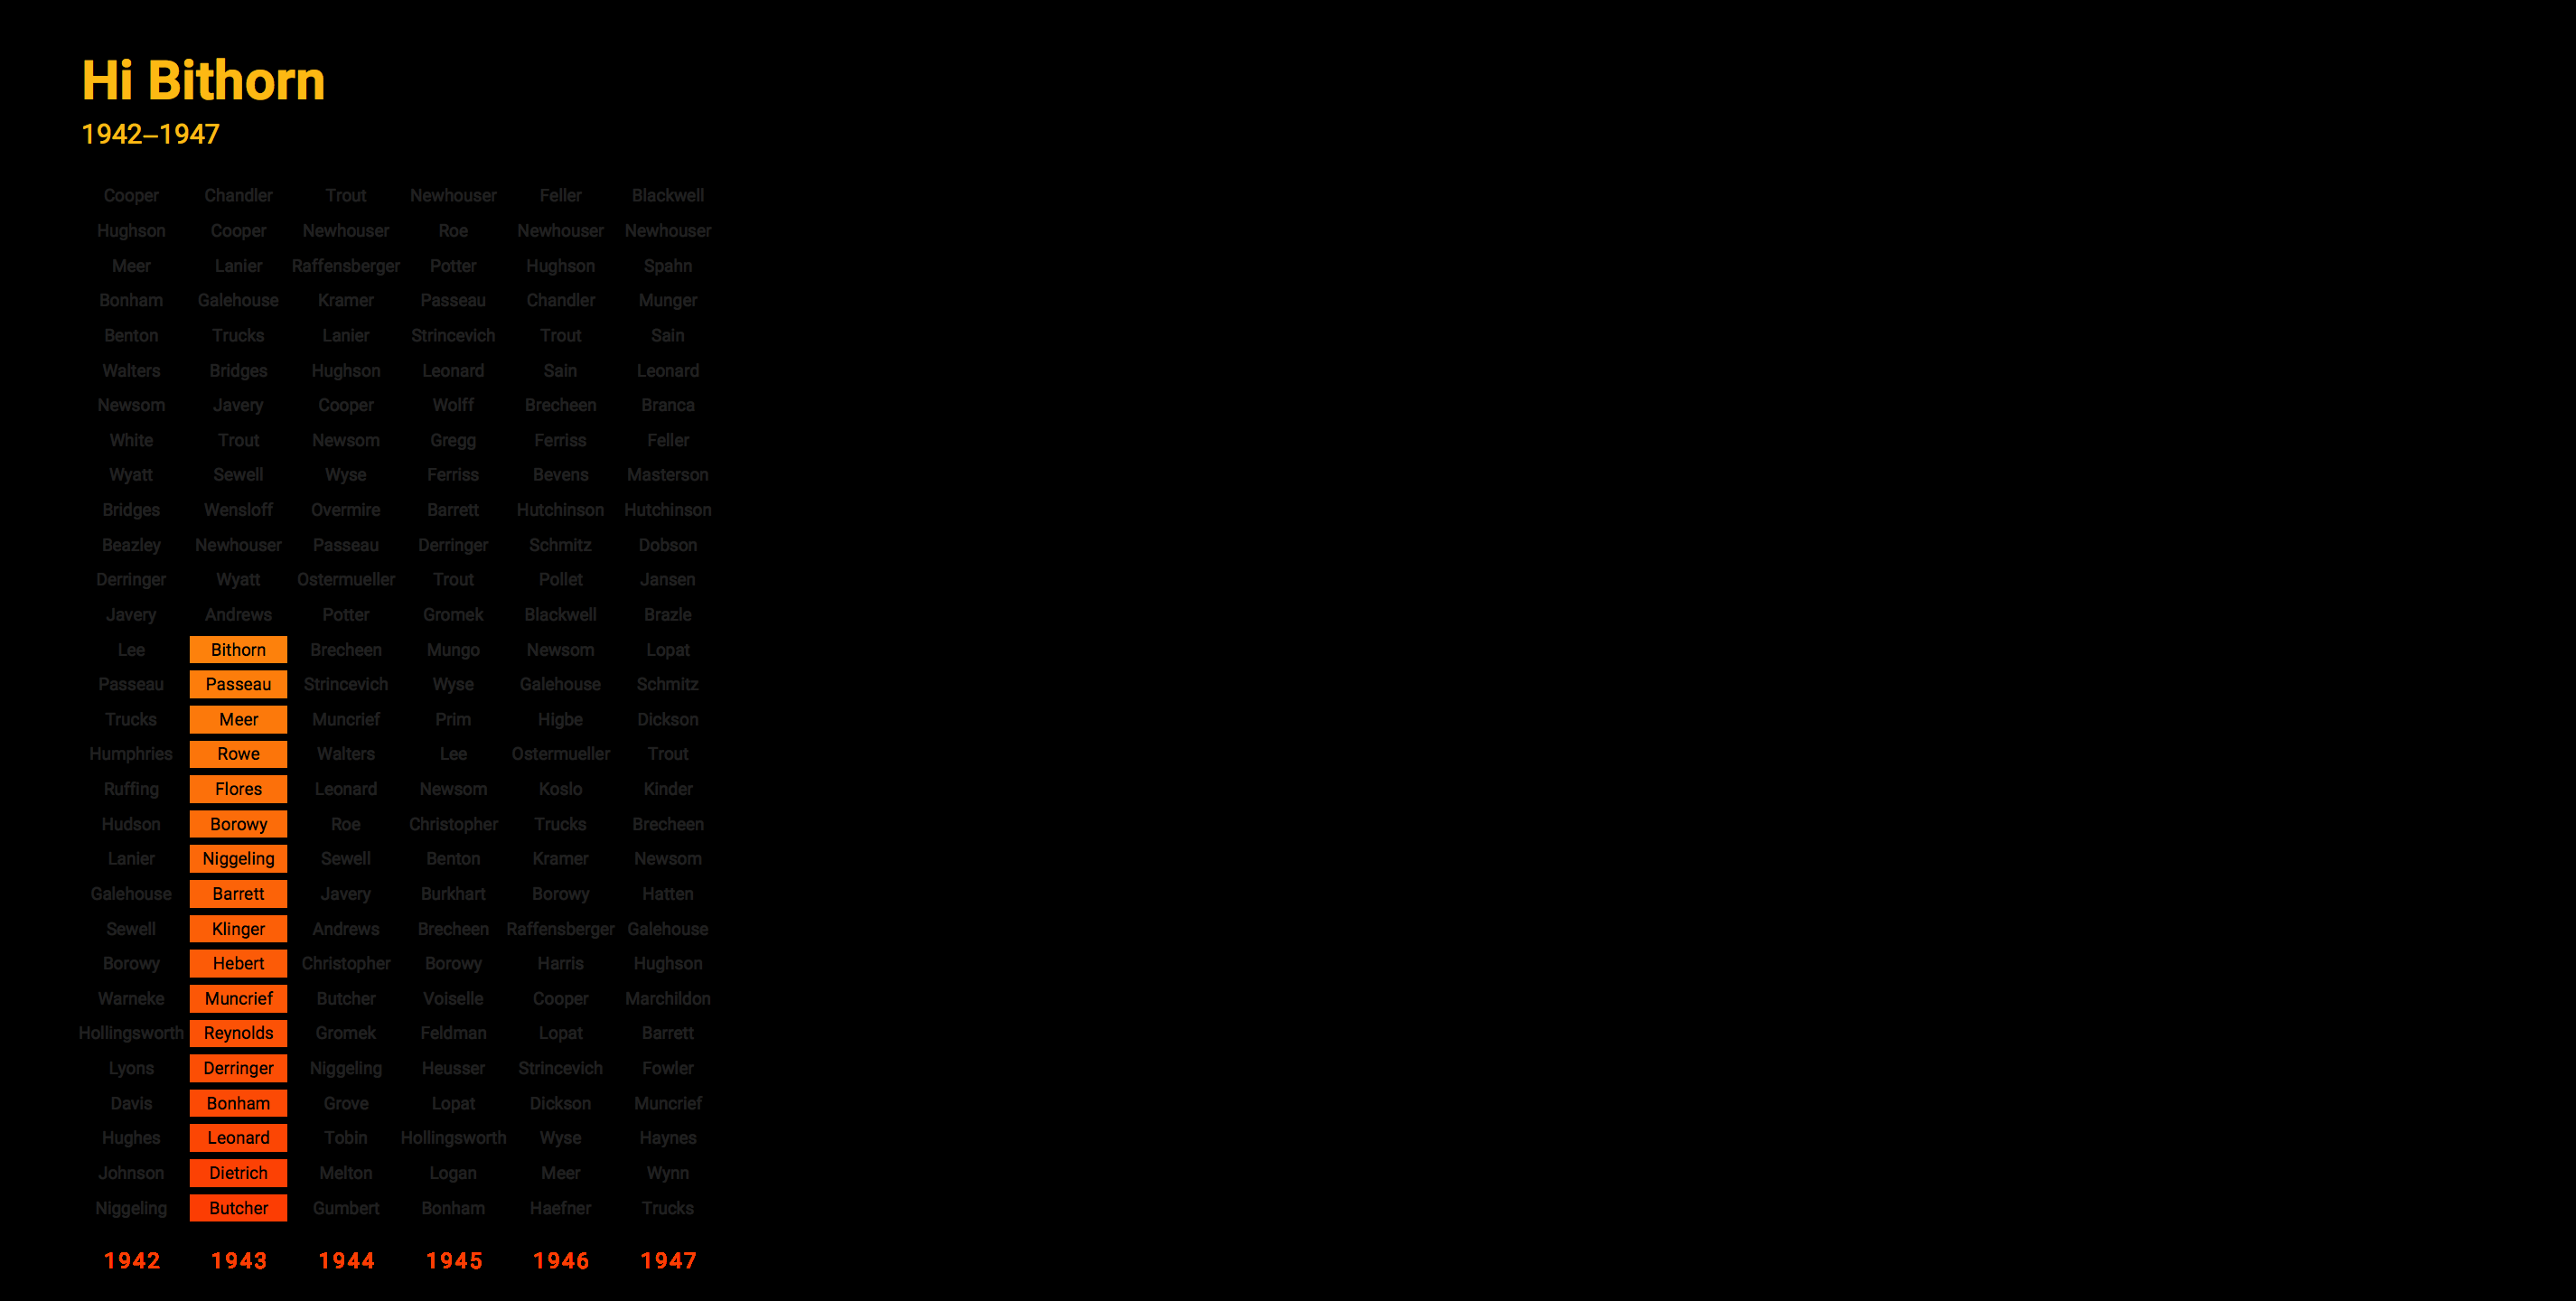 Hi Bithorn
1942–1947
Cooper Chandler Trout Newhouser Feller Blackwell
Hughson Cooper Newhouser Roe Newhouser Newhouser
Meer Lanier Raffensberger Potter Hughson Spahn
Bonham Galehouse Kramer Passeau Chandler Munger
Benton Trucks Lanier Strincevich Trout Sain
Walters Bridges Hughson Leonard Sain Leonard
Newsom Javery Cooper Wolff Brecheen Branca
White Trout Newsom Gregg Ferriss Feller
Wyatt Sewell Wyse Ferriss Bevens Masterson
Bridges Wensloff Overmire Barrett Hutchinson Hutchinson
Beazley Newhouser Passeau Derringer Schmitz Dobson
Derringer Wyatt Ostermueller Trout Pollet Jansen
Javery Andrews Potter Gromek Blackwell Brazle
Lee Bithorn Brecheen Mungo Newsom Lopat
Passeau Passeau Strincevich Wyse Galehouse Schmitz
Trucks Meer Muncrief Prim Higbe Dickson
Humphries Rowe Walters Lee Ostermueller Trout
Ruffing Flores Leonard Newsom Koslo Kinder
Hudson Borowy Roe Christopher Trucks Brecheen
Lanier Niggeling Sewell Benton Kramer Newsom
Galehouse Barrett Javery Burkhart Borowy Hatten
Sewell Klinger Andrews Brecheen Raffensberger Galehouse
Borowy Hebert Christopher Borowy Harris Hughson
Warneke Muncrief Butcher Voiselle Cooper Marchildon
Hollingsworth Reynolds Gromek Feldman Lopat Barrett
Lyons Derringer Niggeling Heusser Strincevich Fowler
Davis Bonham Grove Lopat Dickson Muncrief
Hughes Leonard Tobin Hollingsworth Wyse Haynes
Johnson Dietrich Melton Logan Meer Wynn
Niggeling Butcher Gumbert Bonham Haefner Trucks
1942 1943 1944 1945 1946 1947